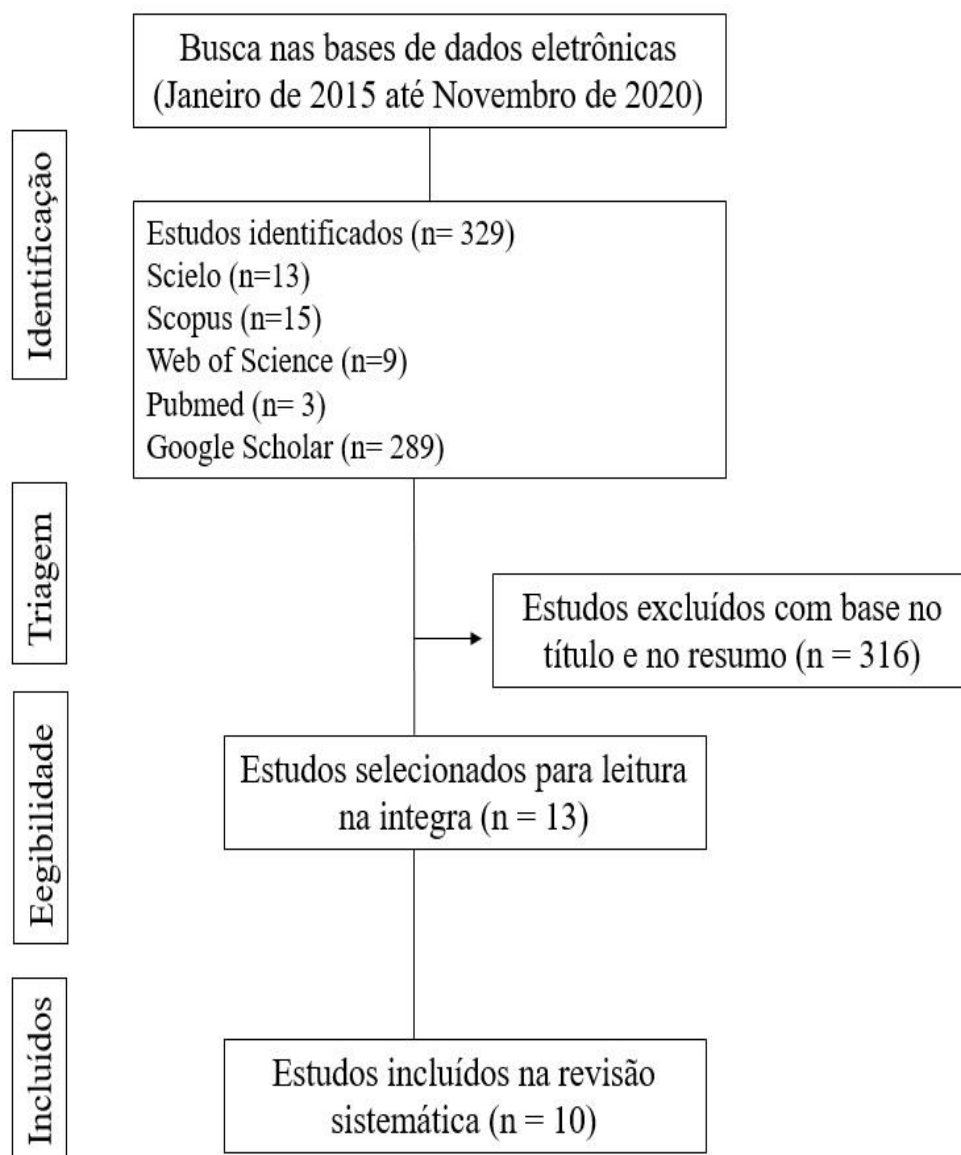 Busca nas bases de dados eletrônicas
(Janeiro de 2015 até Novembro de 2020)
Identificação
Estudos identificados (n= 329)
Scielo (n=13)
Scopus (n=15)
Web of Science (n=9)
Pubmed (n= 3)
Google Scholar (n= 289)
Triagem
Estudos excluídos com base no
título e no resumo (n = 316)
Eegibilidade
Estudos selecionados para leitura
na integra (n = 13)
Incluídos
Estudos incluídos na revisão
sistemática (n = 10)